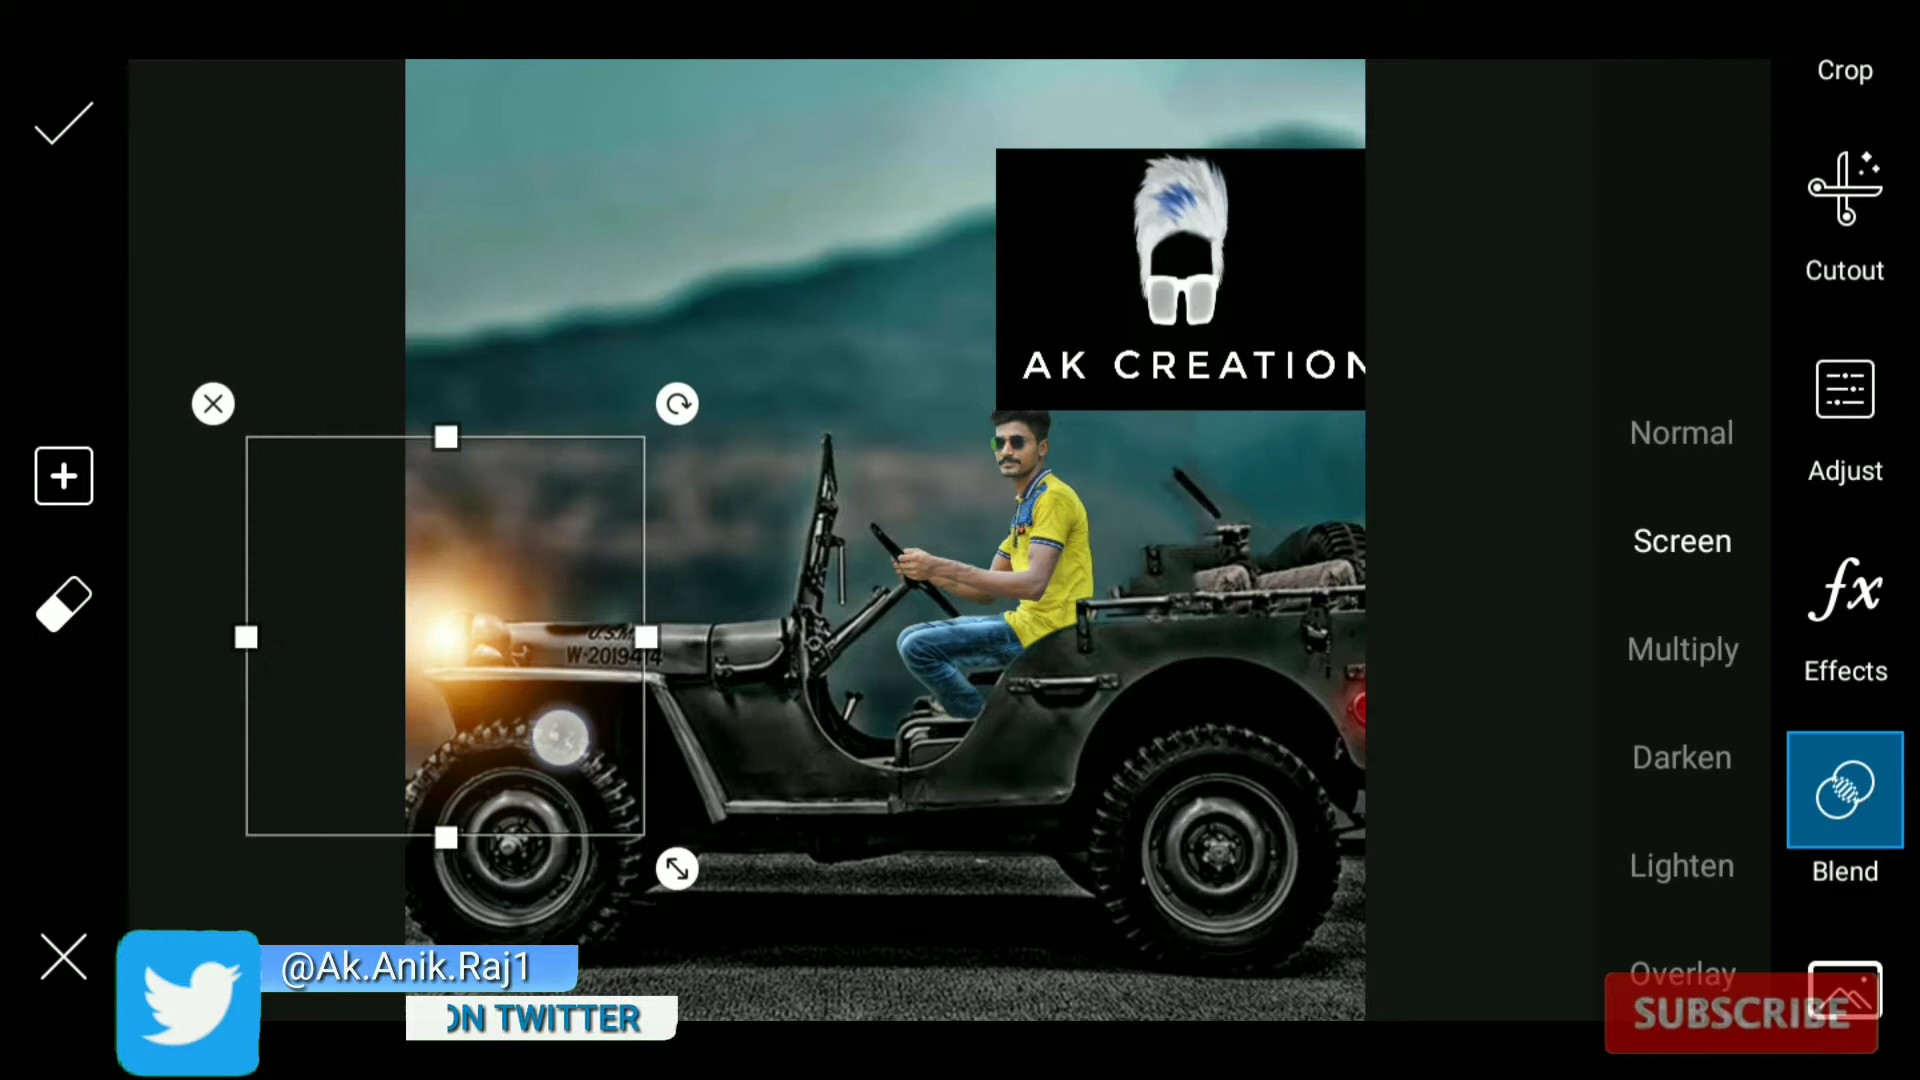 Crop
Cutout
Adjust
Effects
Blend
Normal
Screen
Multiply
Darken
Lighten
Overlay
AK CREATION
U.S.
W-2019414
@Ak.Anik.Raj1
ON TWITTER
SUBSCRIBE